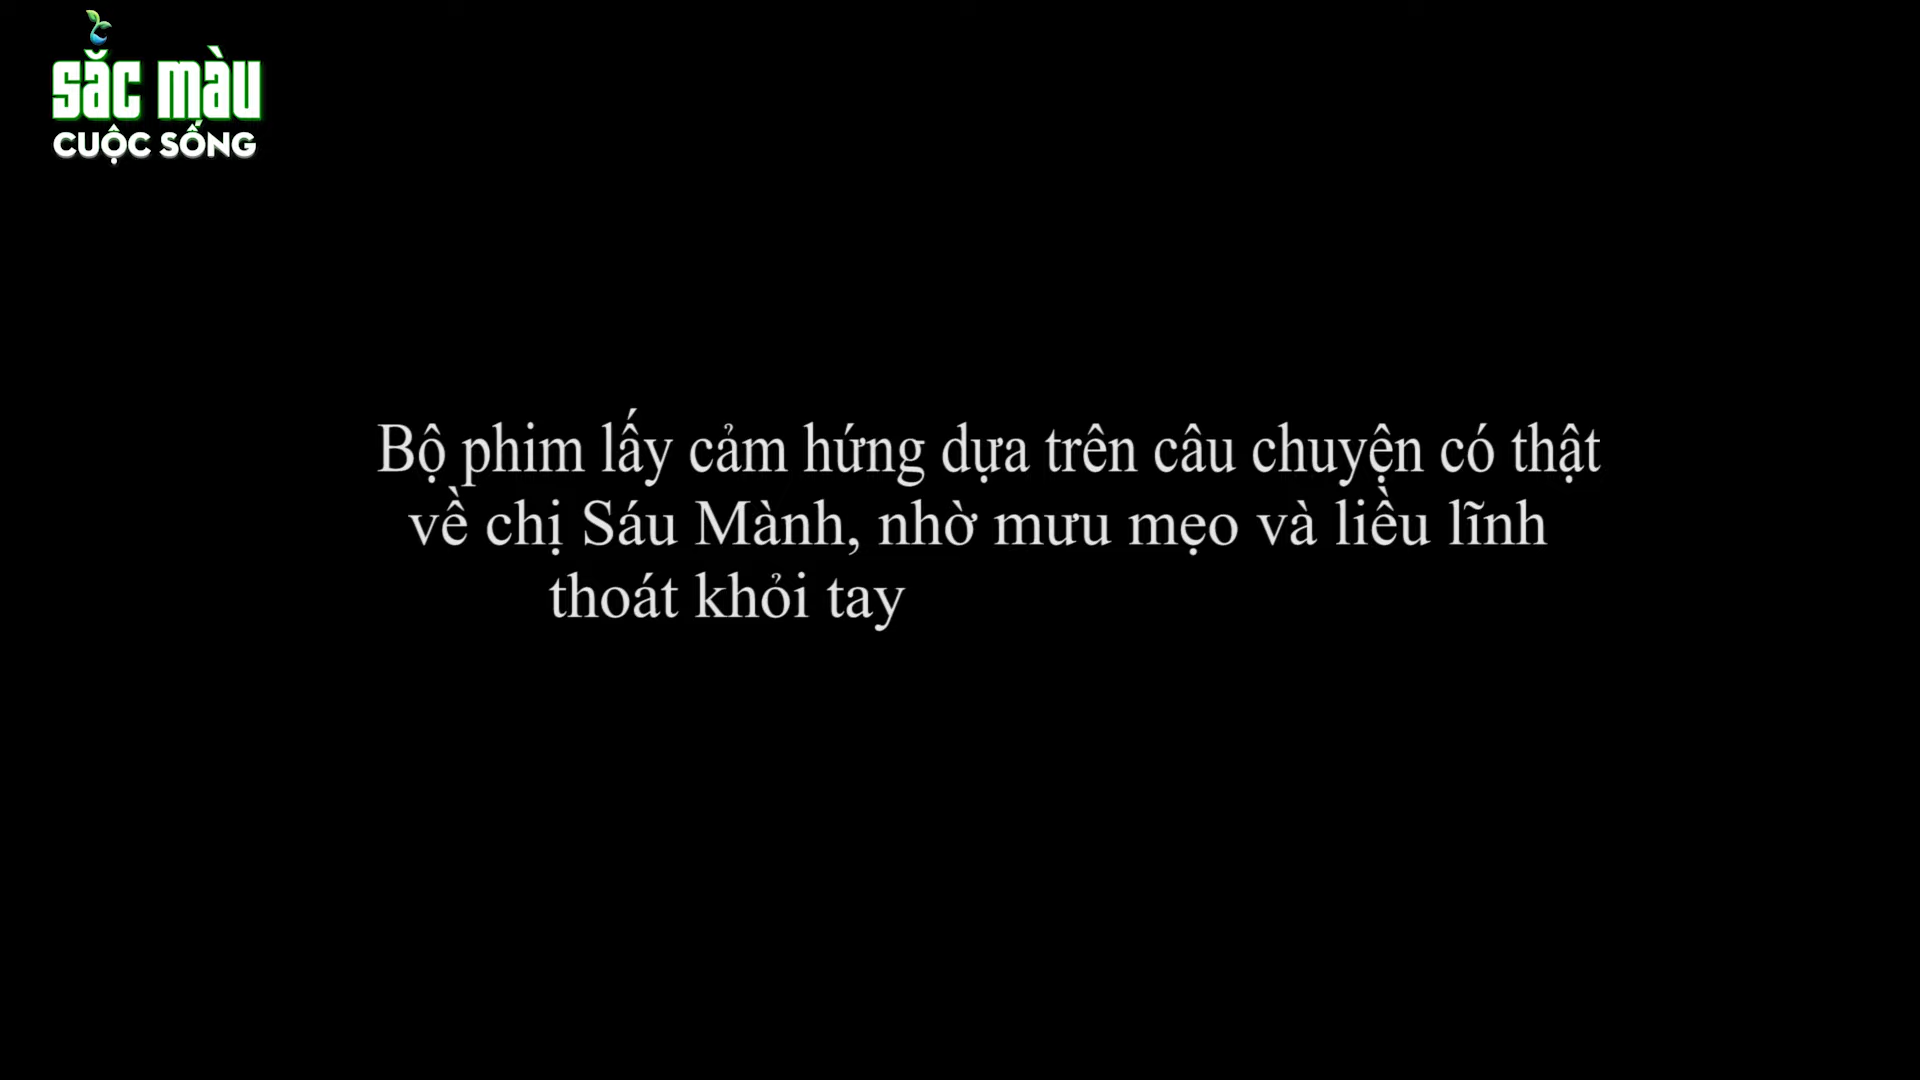 sắc màu
CUỘC SỐNG
Bộ phim lấy cảm hứng dựa trên câu chuyện có thật
về chị Sáu Mành, nhờ mưu mẹo và liều lĩnh
thoát khỏi tay